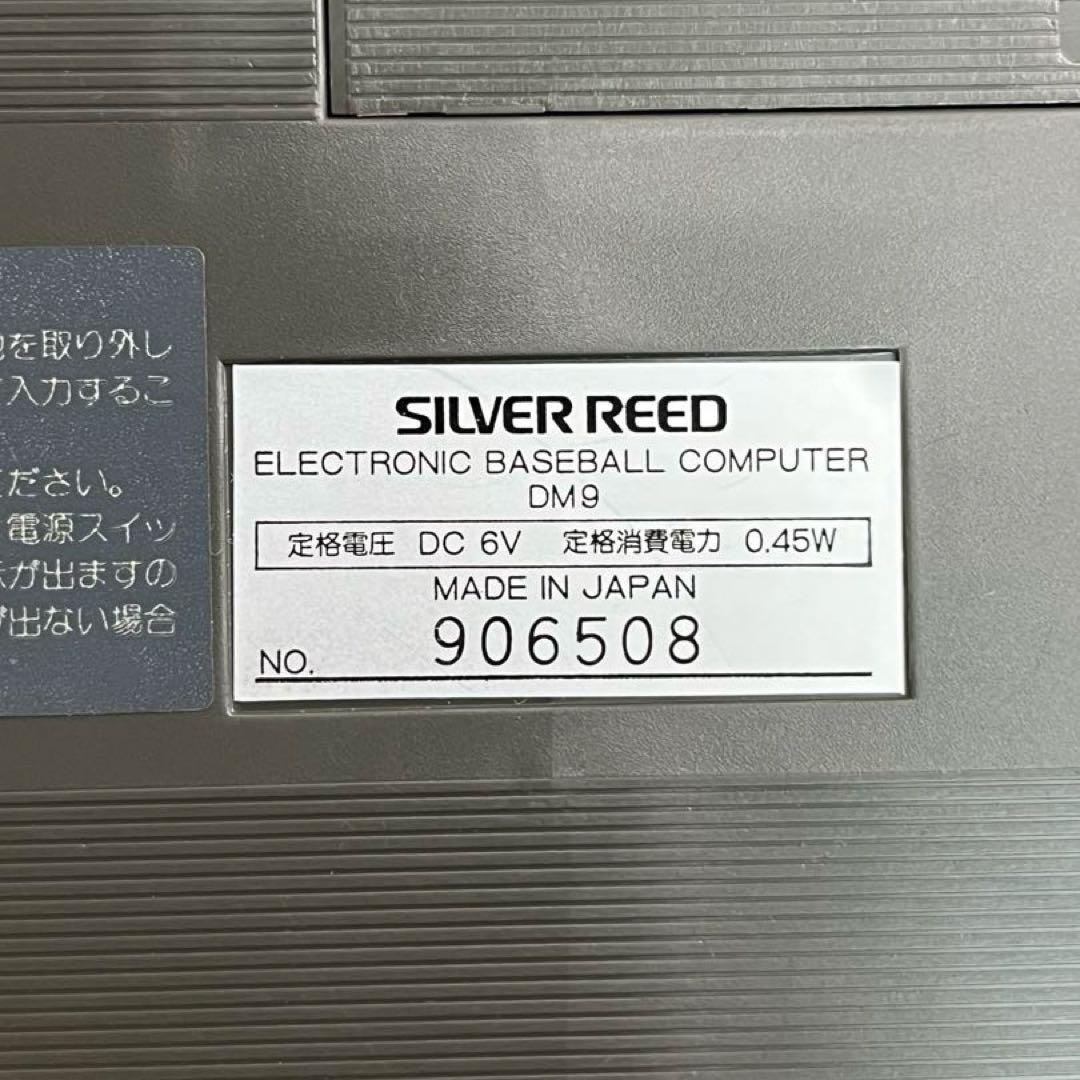 を取り外し
入力するこ
ださい。
電源スイッ
が出ますの
出ない場合
SILVER REED
ELECTRONIC BASEBALL COMPUTER
DM9
定格電圧 DC 6V 定格消費電力 0.45W
MADE IN JAPAN
NO. 906508